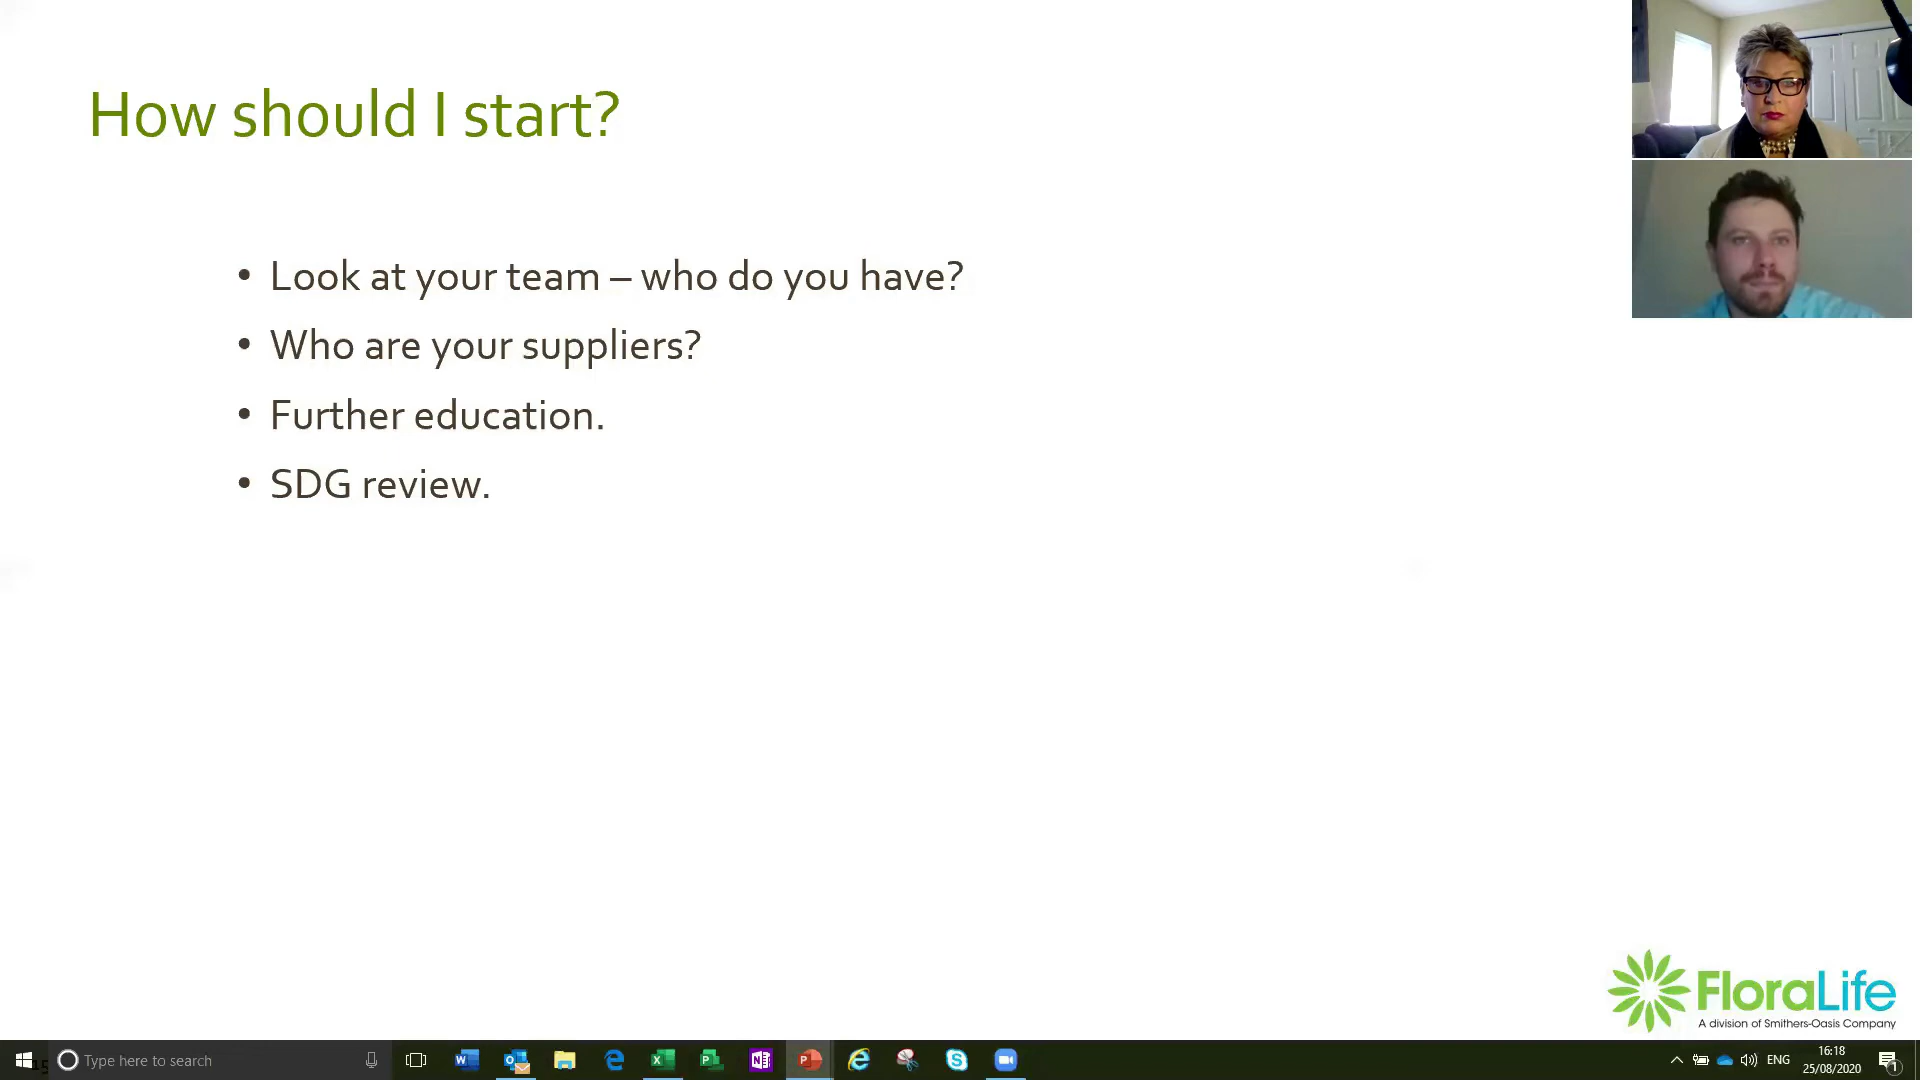 How should I start?
• Look at your team – who do you have?
• Who are your suppliers?
• Further education.
• SDG review.
FloraLife
A division of Smithers-Oasis Company
Type here to search
ENG
16:18
25/08/2020
1